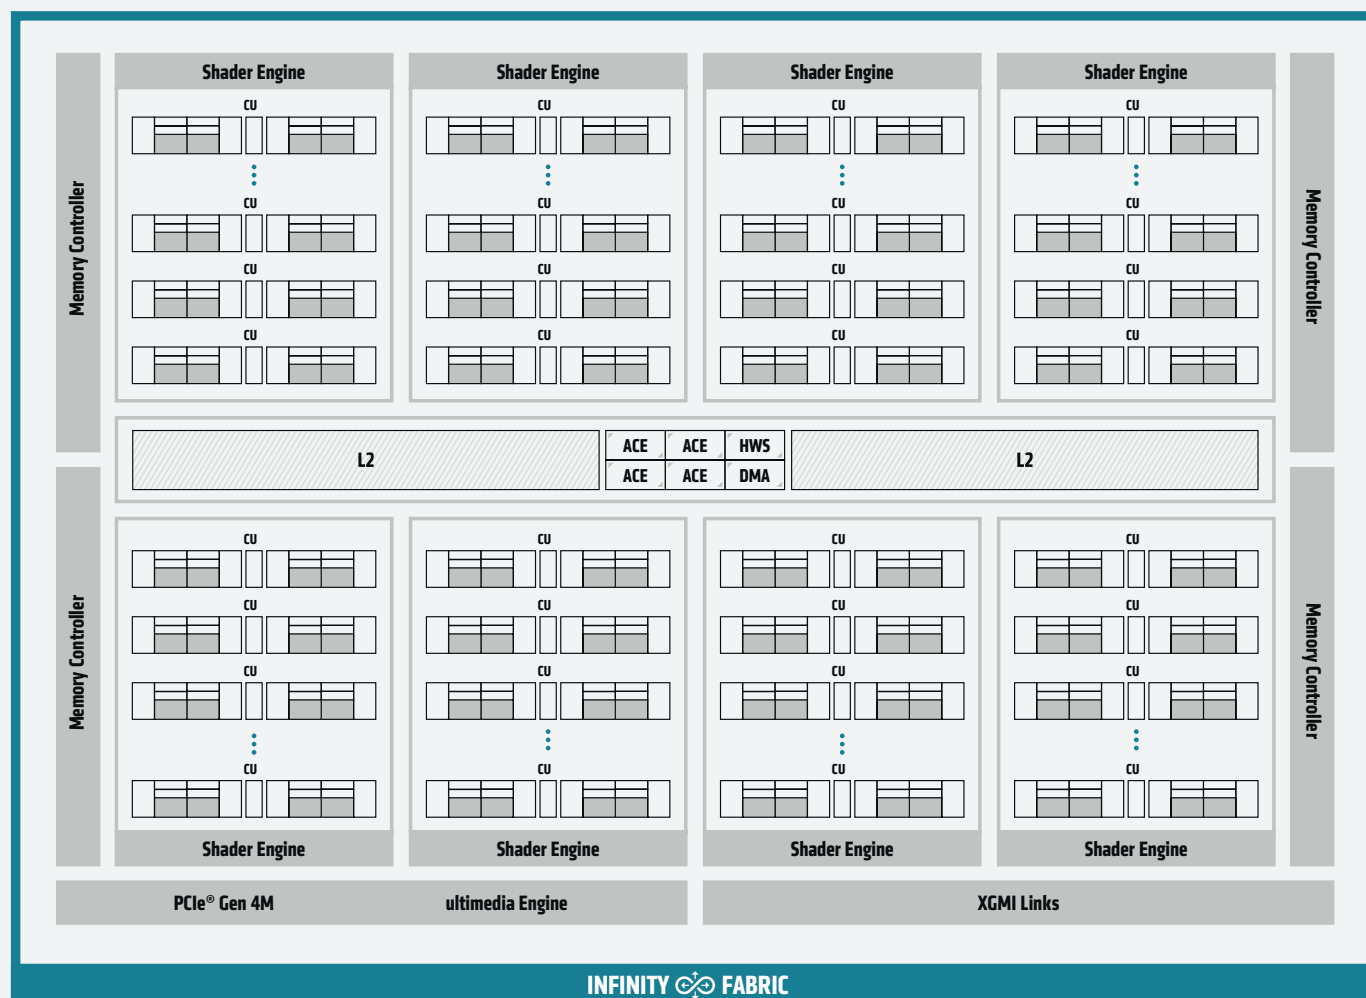 Shader Engine Shader Engine Shader Engine Shader Engine
CU CU CU CU
CU CU CU CU
CU CU CU CU
CU CU CU CU
Memory Controller
Memory Controller
L2
ACE ACE HWS
ACE ACE DMA
L2
Memory Controller
Memory Controller
CU CU CU CU
CU CU CU CU
CU CU CU CU
CU CU CU CU
Shader Engine Shader Engine Shader Engine Shader Engine
PCIe® Gen 4M ultimedia Engine XGMI Links
INFINITY FABRIC